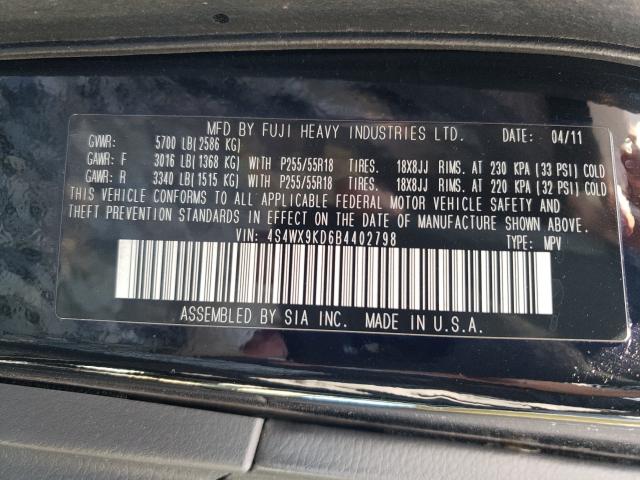 MFD BY FUJI HEAVY INDUSTRIES LTD. DATE: 04/11
GVWR: 5700 LB(2586 KG)
GAWR: F 3016 LB(1368 KG) WITH P255/55R18 TIRES. 18X8JJ RIMS. AT 230 KPA (33 PSI) COLD
GAWR: R 3340 LB(1515 KG) WITH P255/55R18 TIRES. 18X8JJ RIMS. AT 220 KPA (32 PSI) COLD
THIS VEHICLE CONFORMS TO ALL APPLICABLE FEDERAL MOTOR VEHICLE SAFETY AND
THEFT PREVENTION STANDARDS IN EFFECT ON THE DATE OF MANUFACTURE SHOWN ABOVE.
VIN: 4S4WX9KD6B4402798 TYPE: MPV
ASSEMBLED BY SIA INC. MADE IN U.S.A.